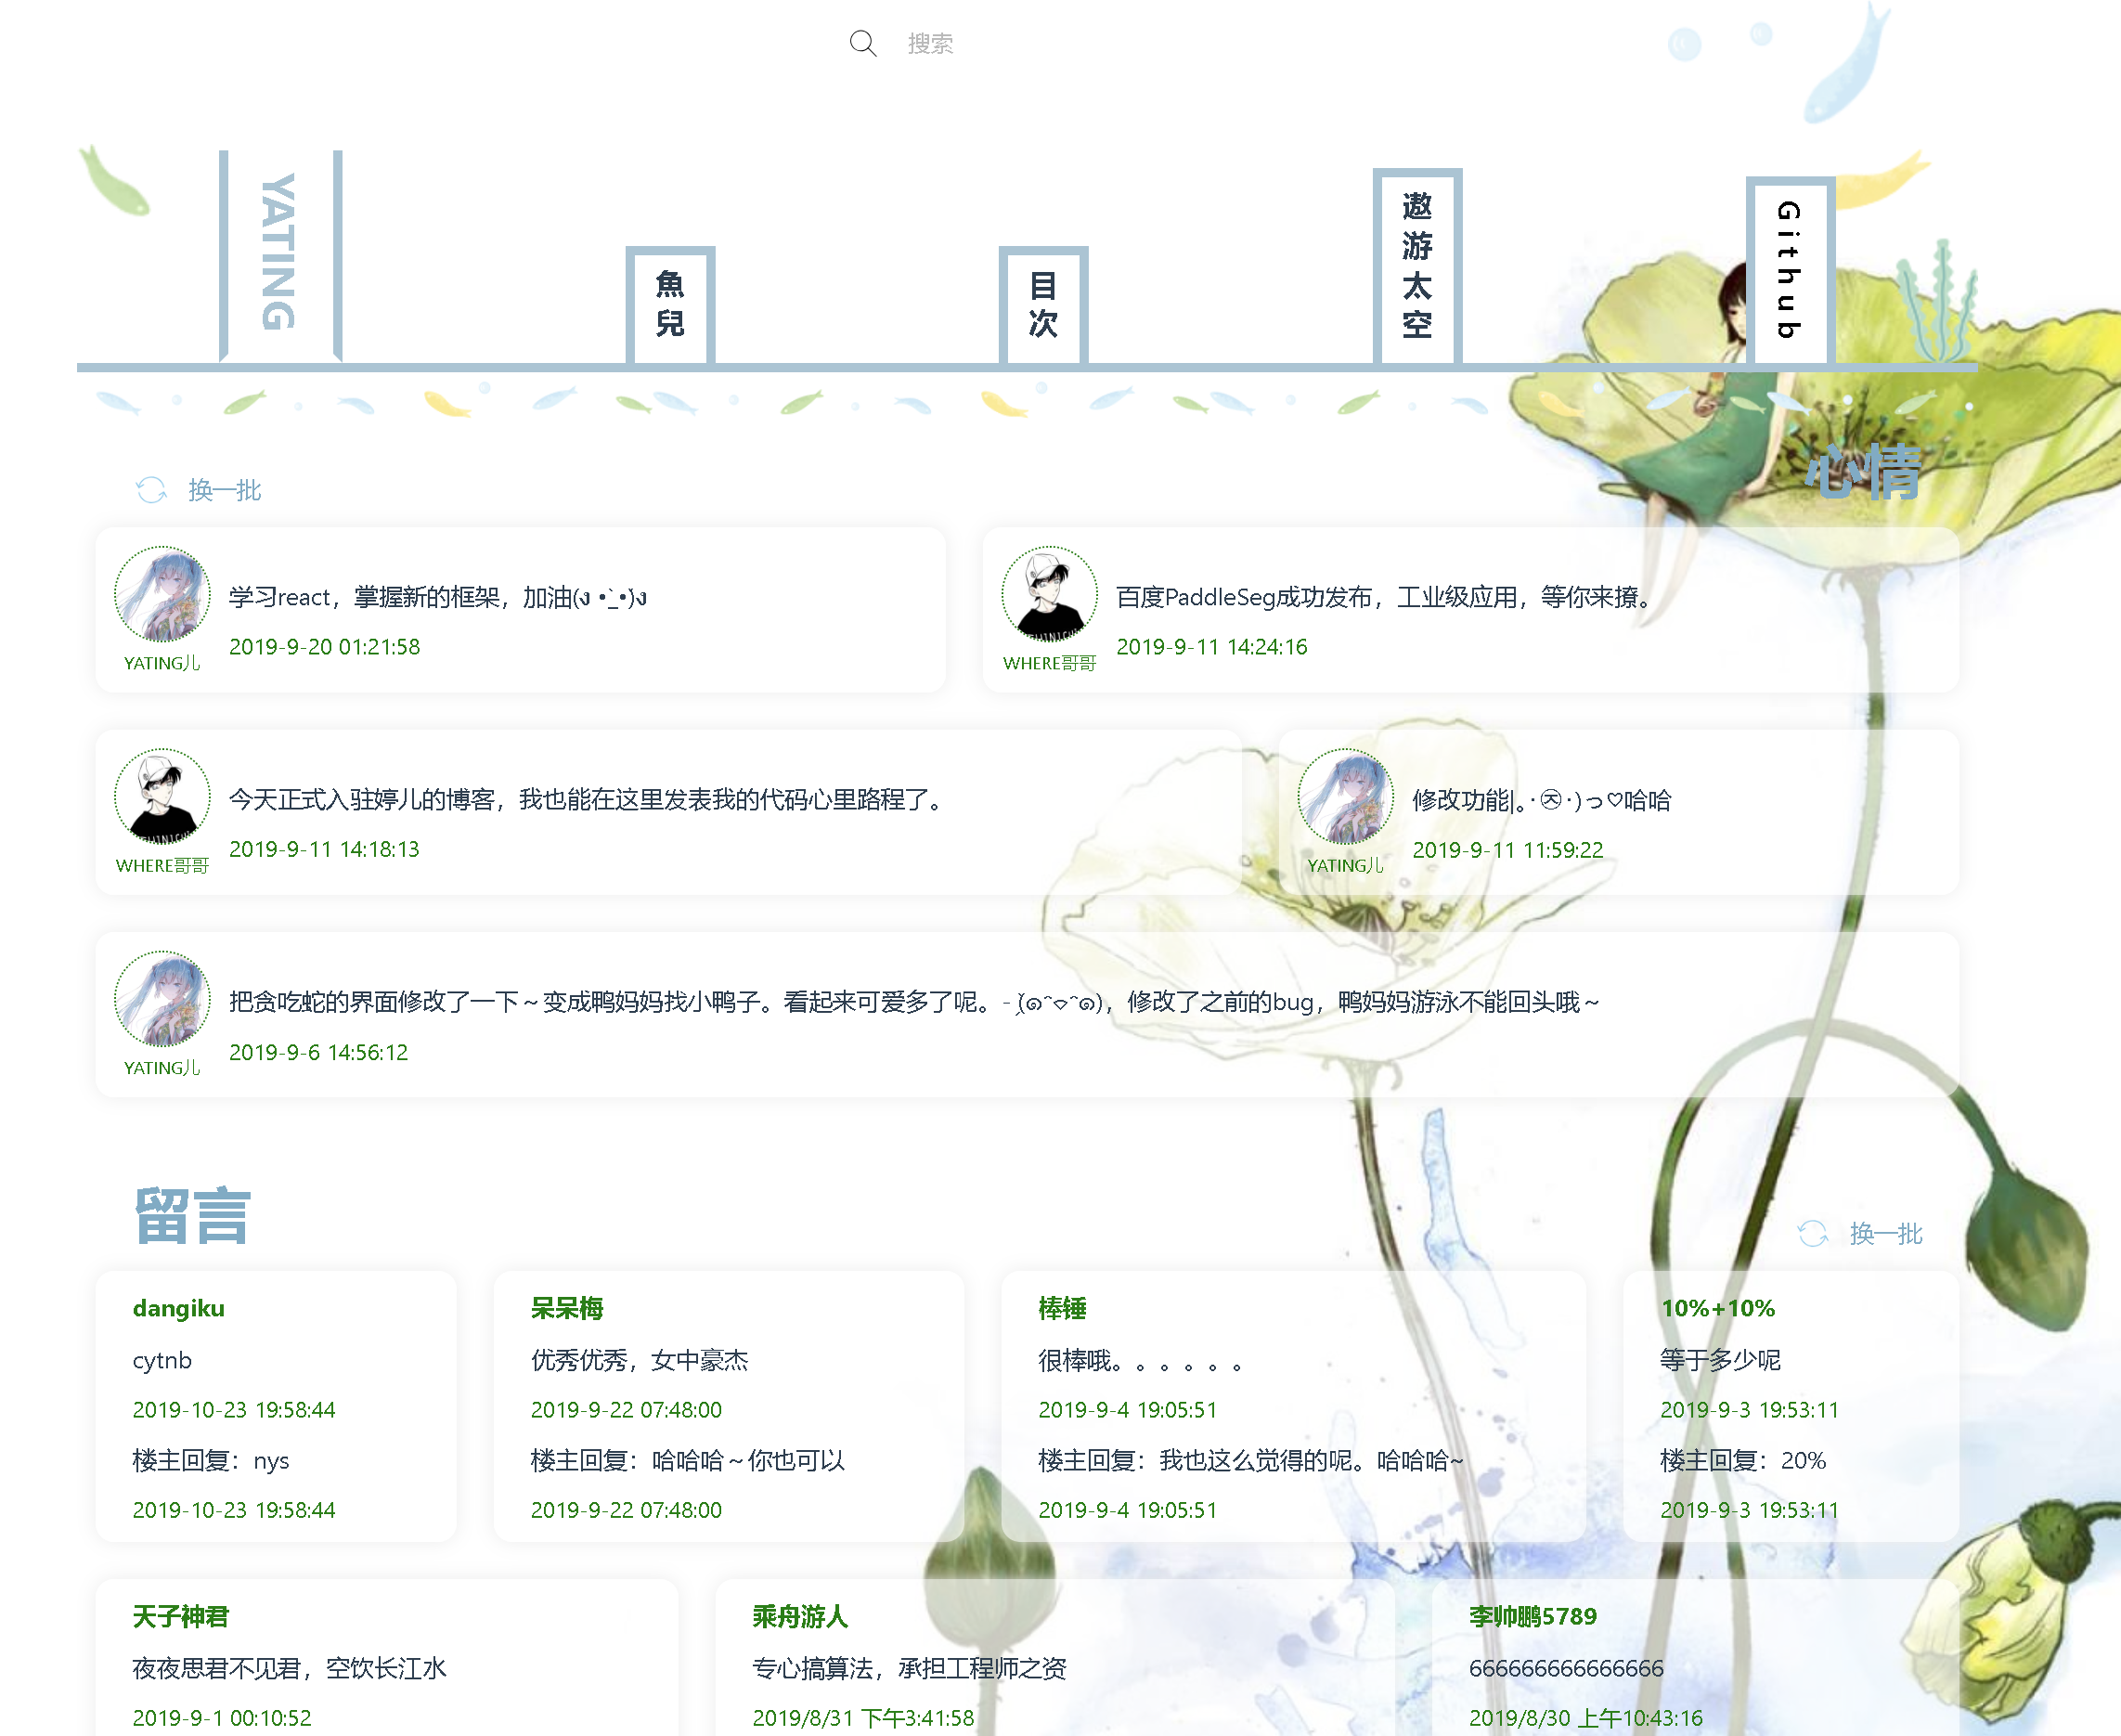 搜索
YATING
魚兒
目次
遨游太空
Github
换一批
心情
学习react，掌握新的框架，加油(ง •̀_•́)ง
2019-9-20 01:21:58
YATING儿
百度PaddleSeg成功发布，工业级应用，等你来撩。
2019-9-11 14:24:16
WHERE哥哥
今天正式入驻婷儿的博客，我也能在这里发表我的代码心里路程了。
2019-9-11 14:18:13
WHERE哥哥
修改功能|｡･㉨･)っ♡哈哈
2019-9-11 11:59:22
YATING儿
把贪吃蛇的界面修改了一下～变成鸭妈妈找小鸭子。看起来可爱多了呢。- ̗̀(๑ᵔ⌔ᵔ๑)，修改了之前的bug，鸭妈妈游泳不能回头哦～
2019-9-6 14:56:12
YATING儿
留言
换一批
dangiku
cytnb
2019-10-23 19:58:44
楼主回复：nys
2019-10-23 19:58:44
呆呆梅
优秀优秀，女中豪杰
2019-9-22 07:48:00
楼主回复：哈哈哈～你也可以
2019-9-22 07:48:00
棒锤
很棒哦。。。。。。
2019-9-4 19:05:51
楼主回复：我也这么觉得的呢。哈哈哈~
2019-9-4 19:05:51
10%+10%
等于多少呢
2019-9-3 19:53:11
楼主回复：20%
2019-9-3 19:53:11
天子神君
夜夜思君不见君，空饮长江水
2019-9-1 00:10:52
乘舟游人
专心搞算法，承担工程师之资
2019/8/31 下午3:41:58
李帅鹏5789
666666666666666
2019/8/30 上午10:43:16